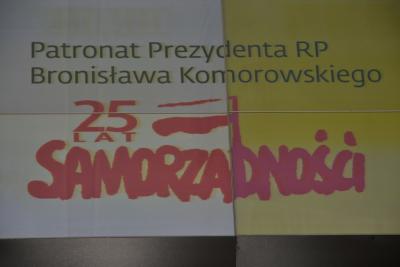 Patronat Prezydenta RP
Bronisława Komorowskiego
25
LAT
SAMORZĄDNOŚCI